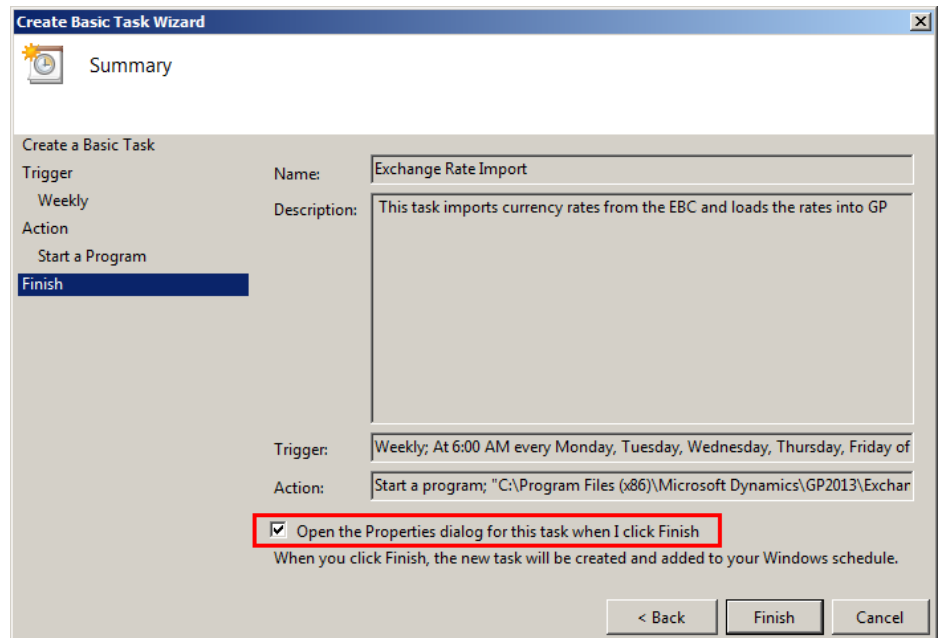 Create Basic Task Wizard
Summary
Create a Basic Task
Trigger
Weekly
Action
Start a Program
Finish
Name:
Exchange Rate Import
Description:
This task imports currency rates from the EBC and loads the rates into GP
Trigger:
Weekly; At 6:00 AM every Monday, Tuesday, Wednesday, Thursday, Friday of
Action:
Start a program; "C:\Program Files (x86)\Microsoft Dynamics\GP2013\Exchar
Open the Properties dialog for this task when I click Finish
When you click Finish, the new task will be created and added to your Windows schedule.
< Back
Finish
Cancel